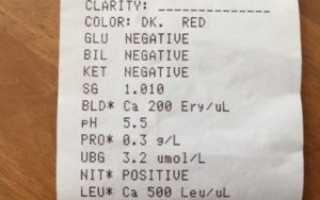 CLARITY: ______________
COLOR: DK. RED
GLU NEGATIVE
BIL NEGATIVE
KET NEGATIVE
SG 1.010
BLD* Ca 200 Ery/uL
pH 5.5
PRO* 0.3 g/L
UBG 3.2 umol/L
NIT* POSITIVE
LEU* Ca 500 Leu/uL